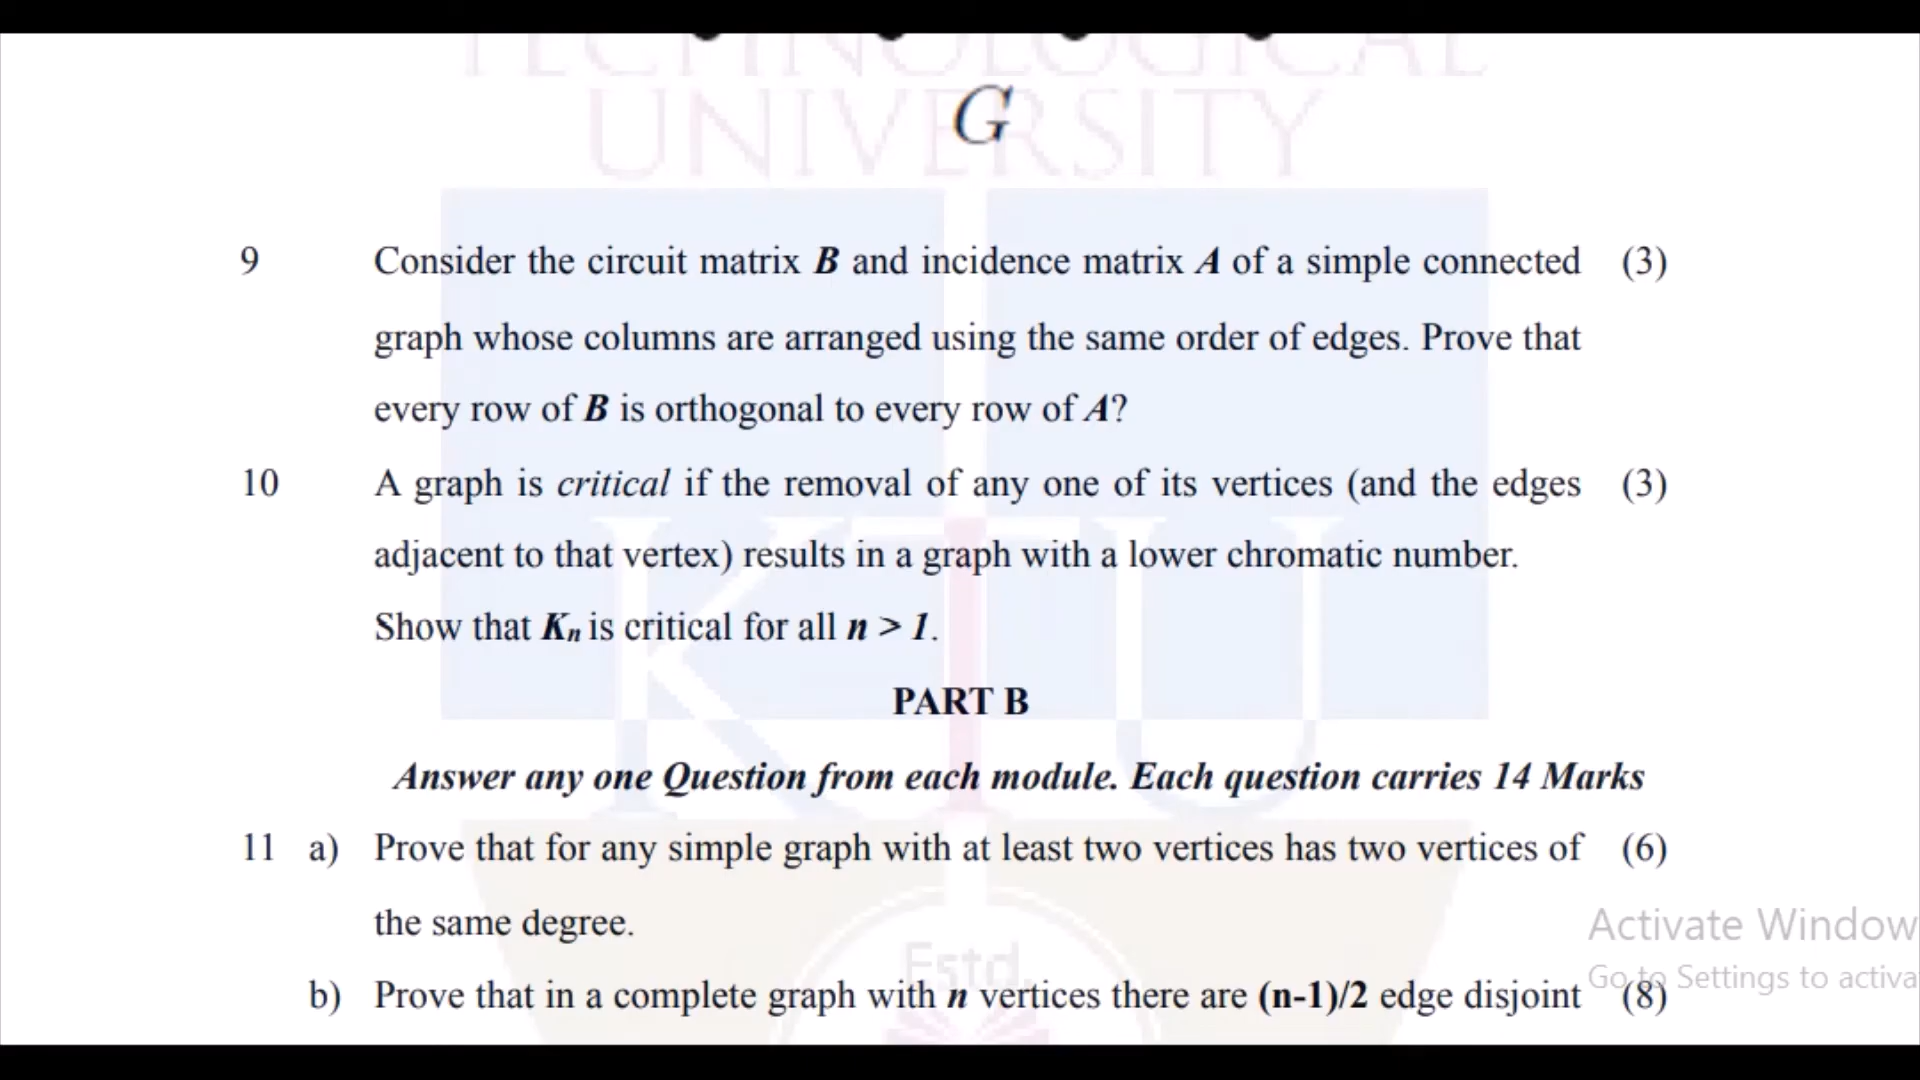 TECHNOLOGICAL
G
UNIVERSITY
9 Consider the circuit matrix B and incidence matrix A of a simple connected (3)
graph whose columns are arranged using the same order of edges. Prove that
every row of B is orthogonal to every row of A?
10 A graph is critical if the removal of any one of its vertices (and the edges (3)
adjacent to that vertex) results in a graph with a lower chromatic number.
Show that Kn is critical for all n > 1.
KTU
PART B
Answer any one Question from each module. Each question carries 14 Marks
11 a) Prove that for any simple graph with at least two vertices has two vertices of (6)
the same degree.
Activate Window
Estd.
Go to Settings to activa
b) Prove that in a complete graph with n vertices there are (n-1)/2 edge disjoint (8)